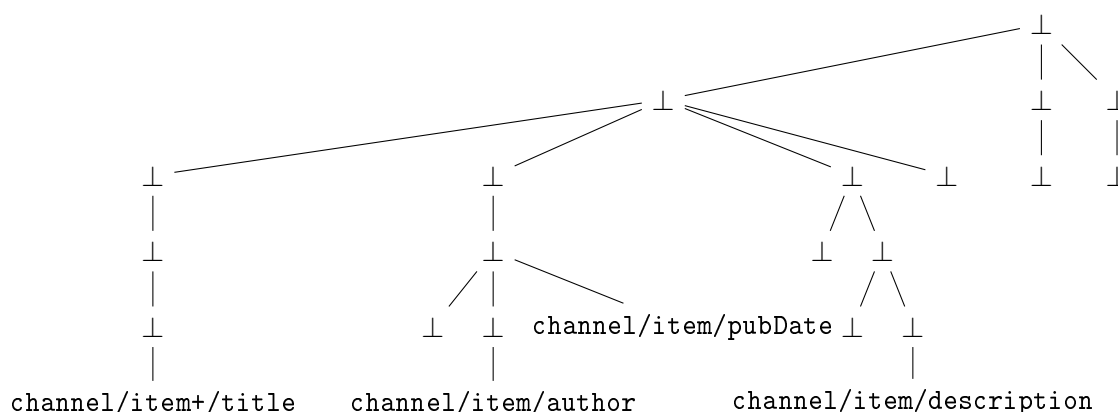 ⊥
⊥ ⊥ ⊥
⊥ ⊥ ⊥ ⊥ ⊥ ⊥
⊥ ⊥ ⊥ ⊥
⊥ ⊥ ⊥ channel/item/pubDate ⊥ ⊥
channel/item+/title channel/item/author channel/item/description